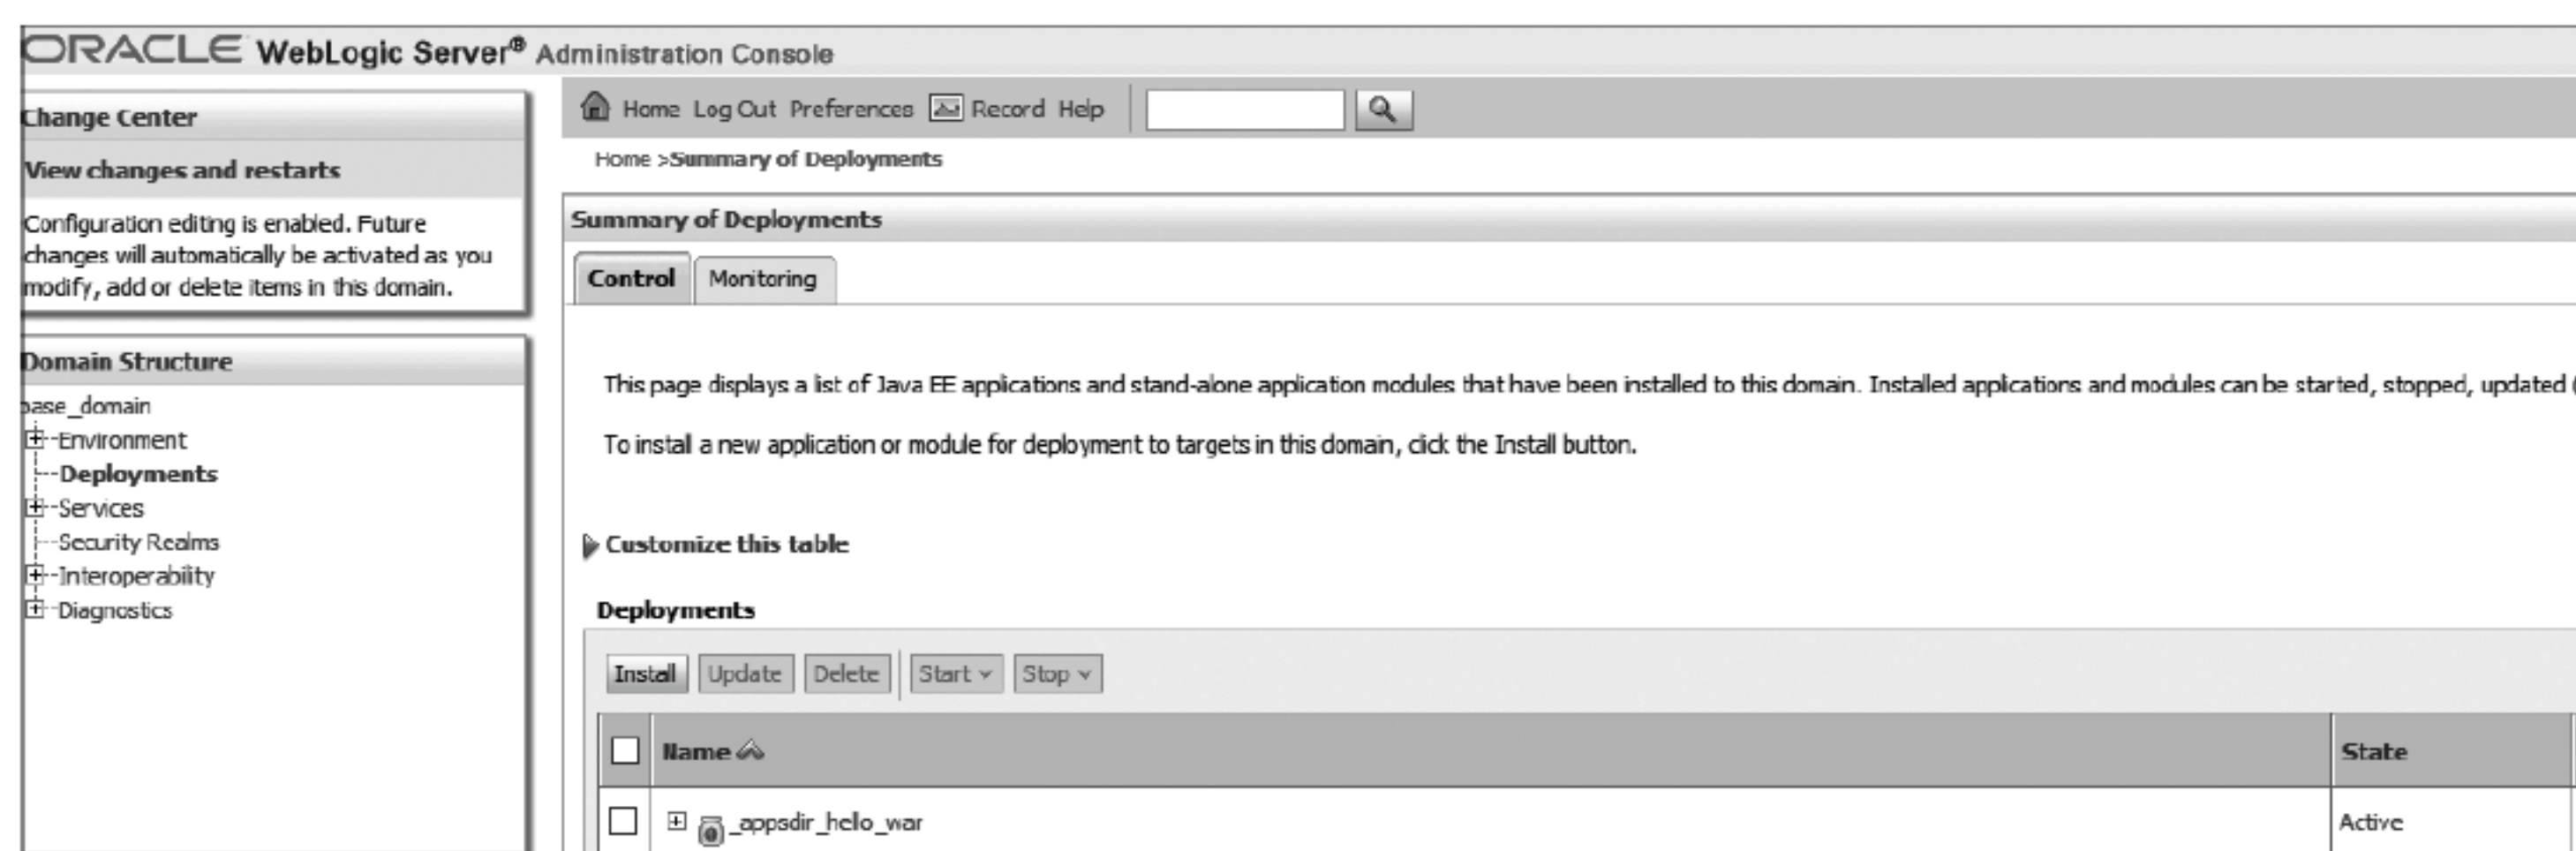 ORACLE WebLogic Server® Administration Console
Change Center
View changes and restarts
Configuration editing is enabled. Future
changes will automatically be activated as you
modify, add or delete items in this domain.
Domain Structure
base_domain
Environment
Deployments
Services
Security Realms
Interoperability
Diagnostics
Home Log Out Preferences Record Help
Home >Summary of Deployments
Summary of Deployments
Control Monitoring
This page displays a list of Java EE applications and stand-alone application modules that have been installed to this domain. Installed applications and modules can be started, stopped, updated (
To install a new application or module for deployment to targets in this domain, click the Install button.
Customize this table
Deployments
Install Update Delete Start Stop
Name State
_appsdir_hello_war Active